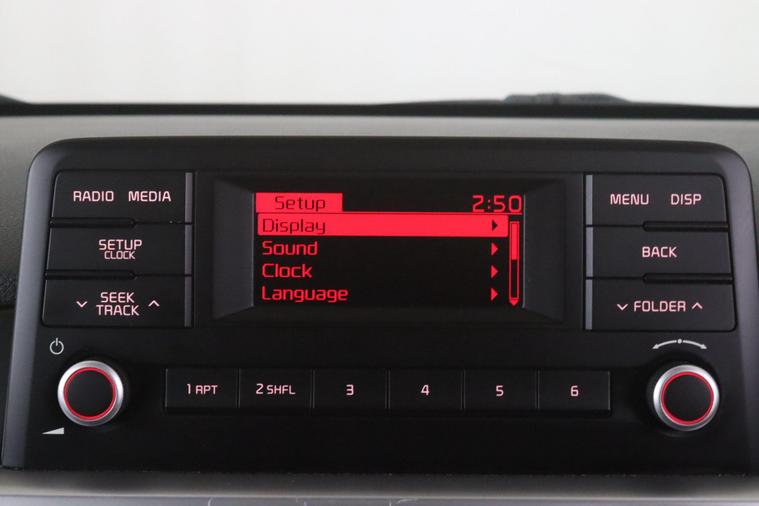 RADIO MEDIA
SETUP
CLOCK
SEEK
TRACK
Setup 2:50
Display
Sound
Clock
Language
MENU DISP
BACK
FOLDER
1 RPT
2 SHFL
3
4
5
6